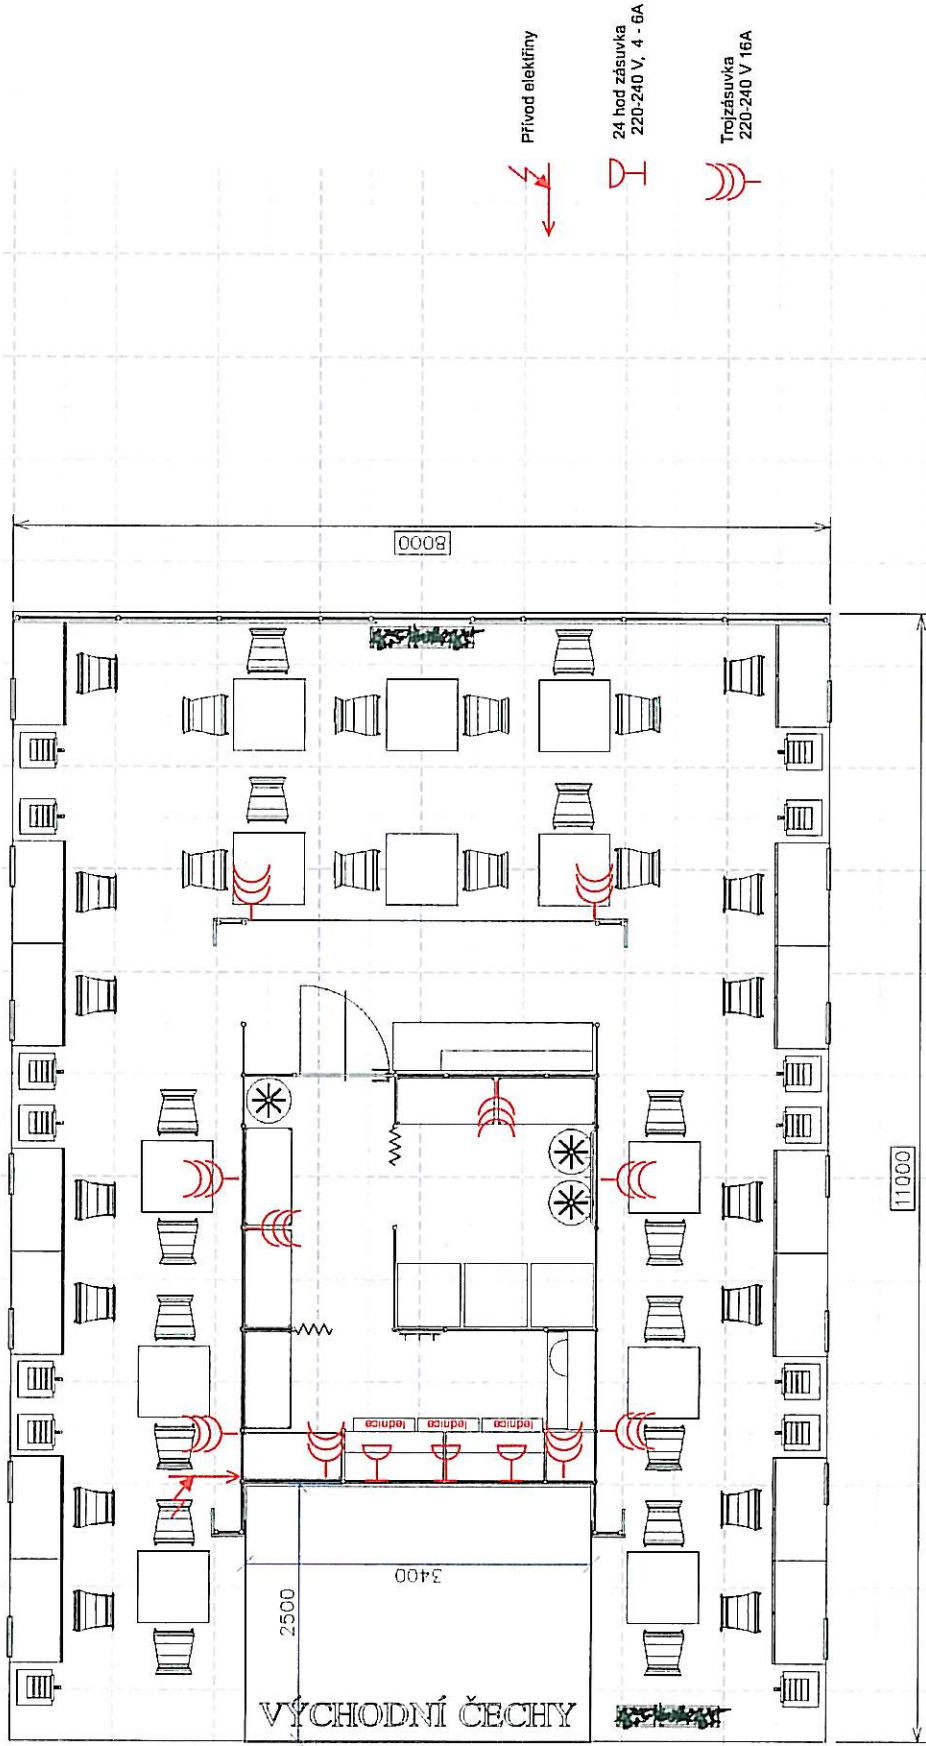 Přívod elektřiny
24 hod zásuvka
220-240 V, 4 - 6A
Trojzásuvka
220-240 V 16A
8000
11000
lednice
lednice
lednice
3400
2500
VÝCHODNÍ ČECHY